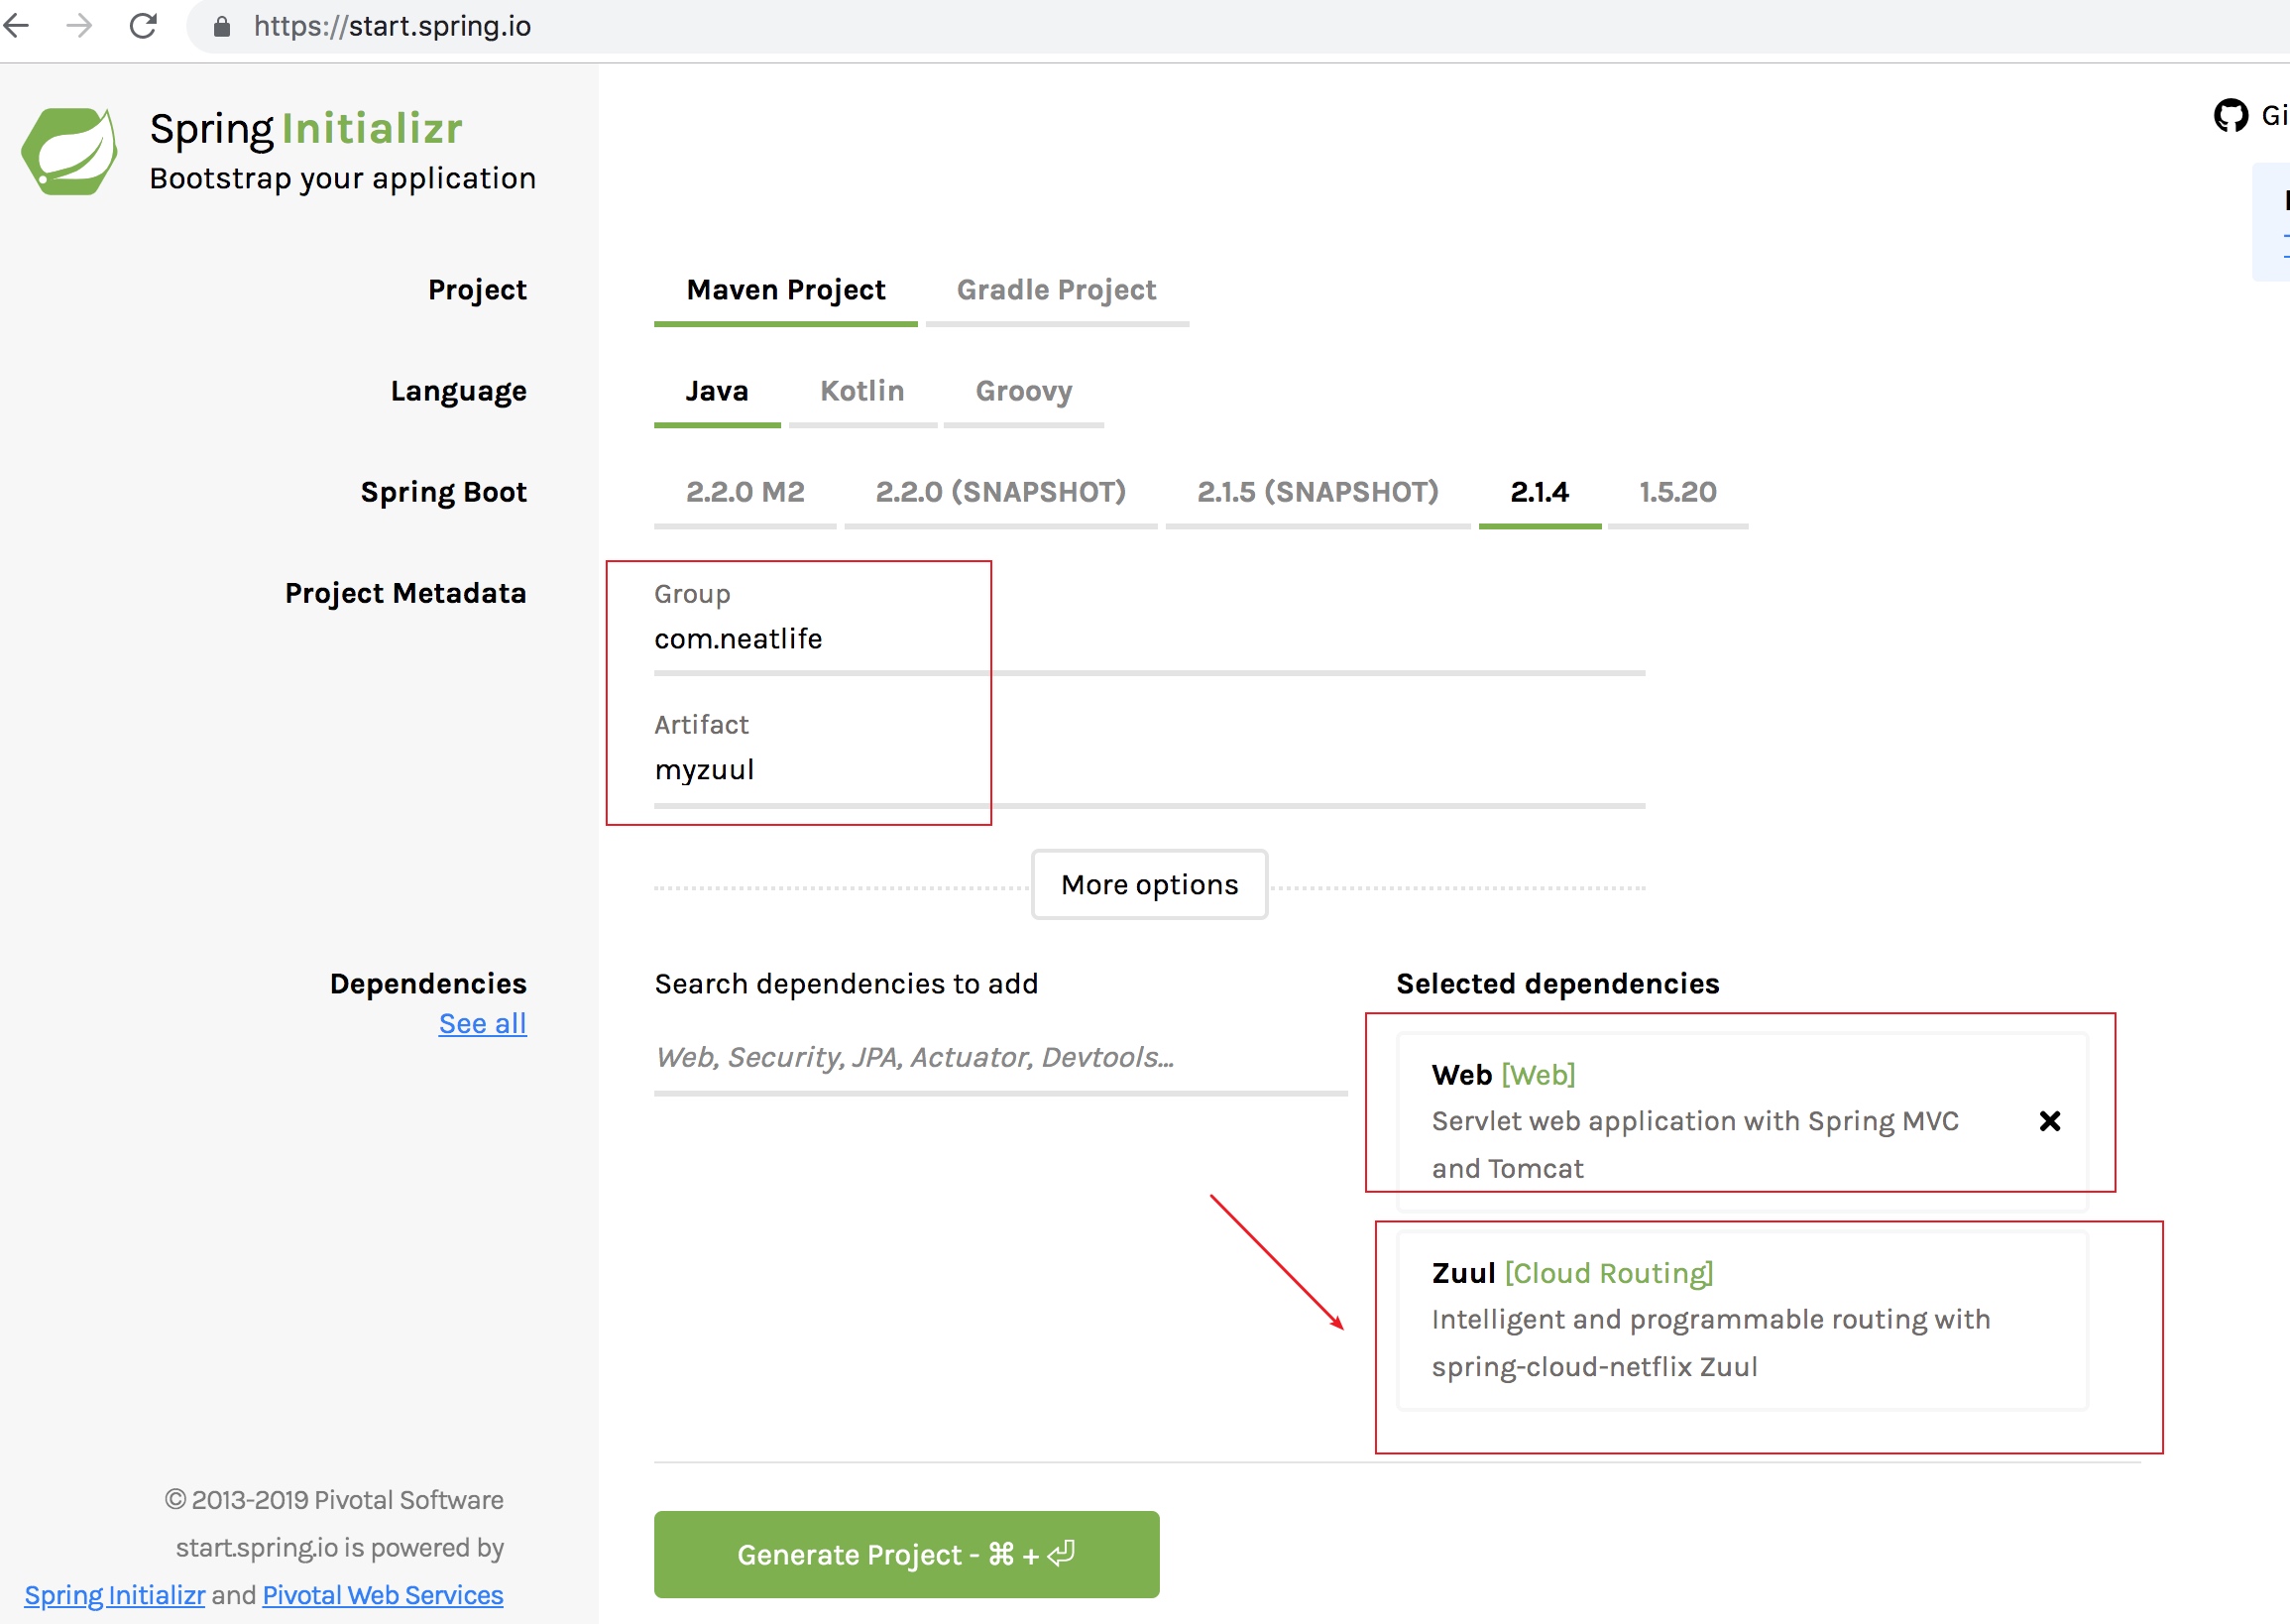 https://start.spring.io
Spring Initializr
Bootstrap your application
Project
Maven Project Gradle Project
Language
Java Kotlin Groovy
Spring Boot
2.2.0 M2 2.2.0 (SNAPSHOT) 2.1.5 (SNAPSHOT) 2.1.4 1.5.20
Project Metadata
Group
com.neatlife
Artifact
myzuul
More options
Dependencies
See all
Search dependencies to add
Web, Security, JPA, Actuator, Devtools...
Selected dependencies
Web [Web]
Servlet web application with Spring MVC
and Tomcat
Zuul [Cloud Routing]
Intelligent and programmable routing with
spring-cloud-netflix Zuul
© 2013-2019 Pivotal Software
start.spring.io is powered by
Spring Initializr and Pivotal Web Services
Generate Project - ⌘ + ⏎